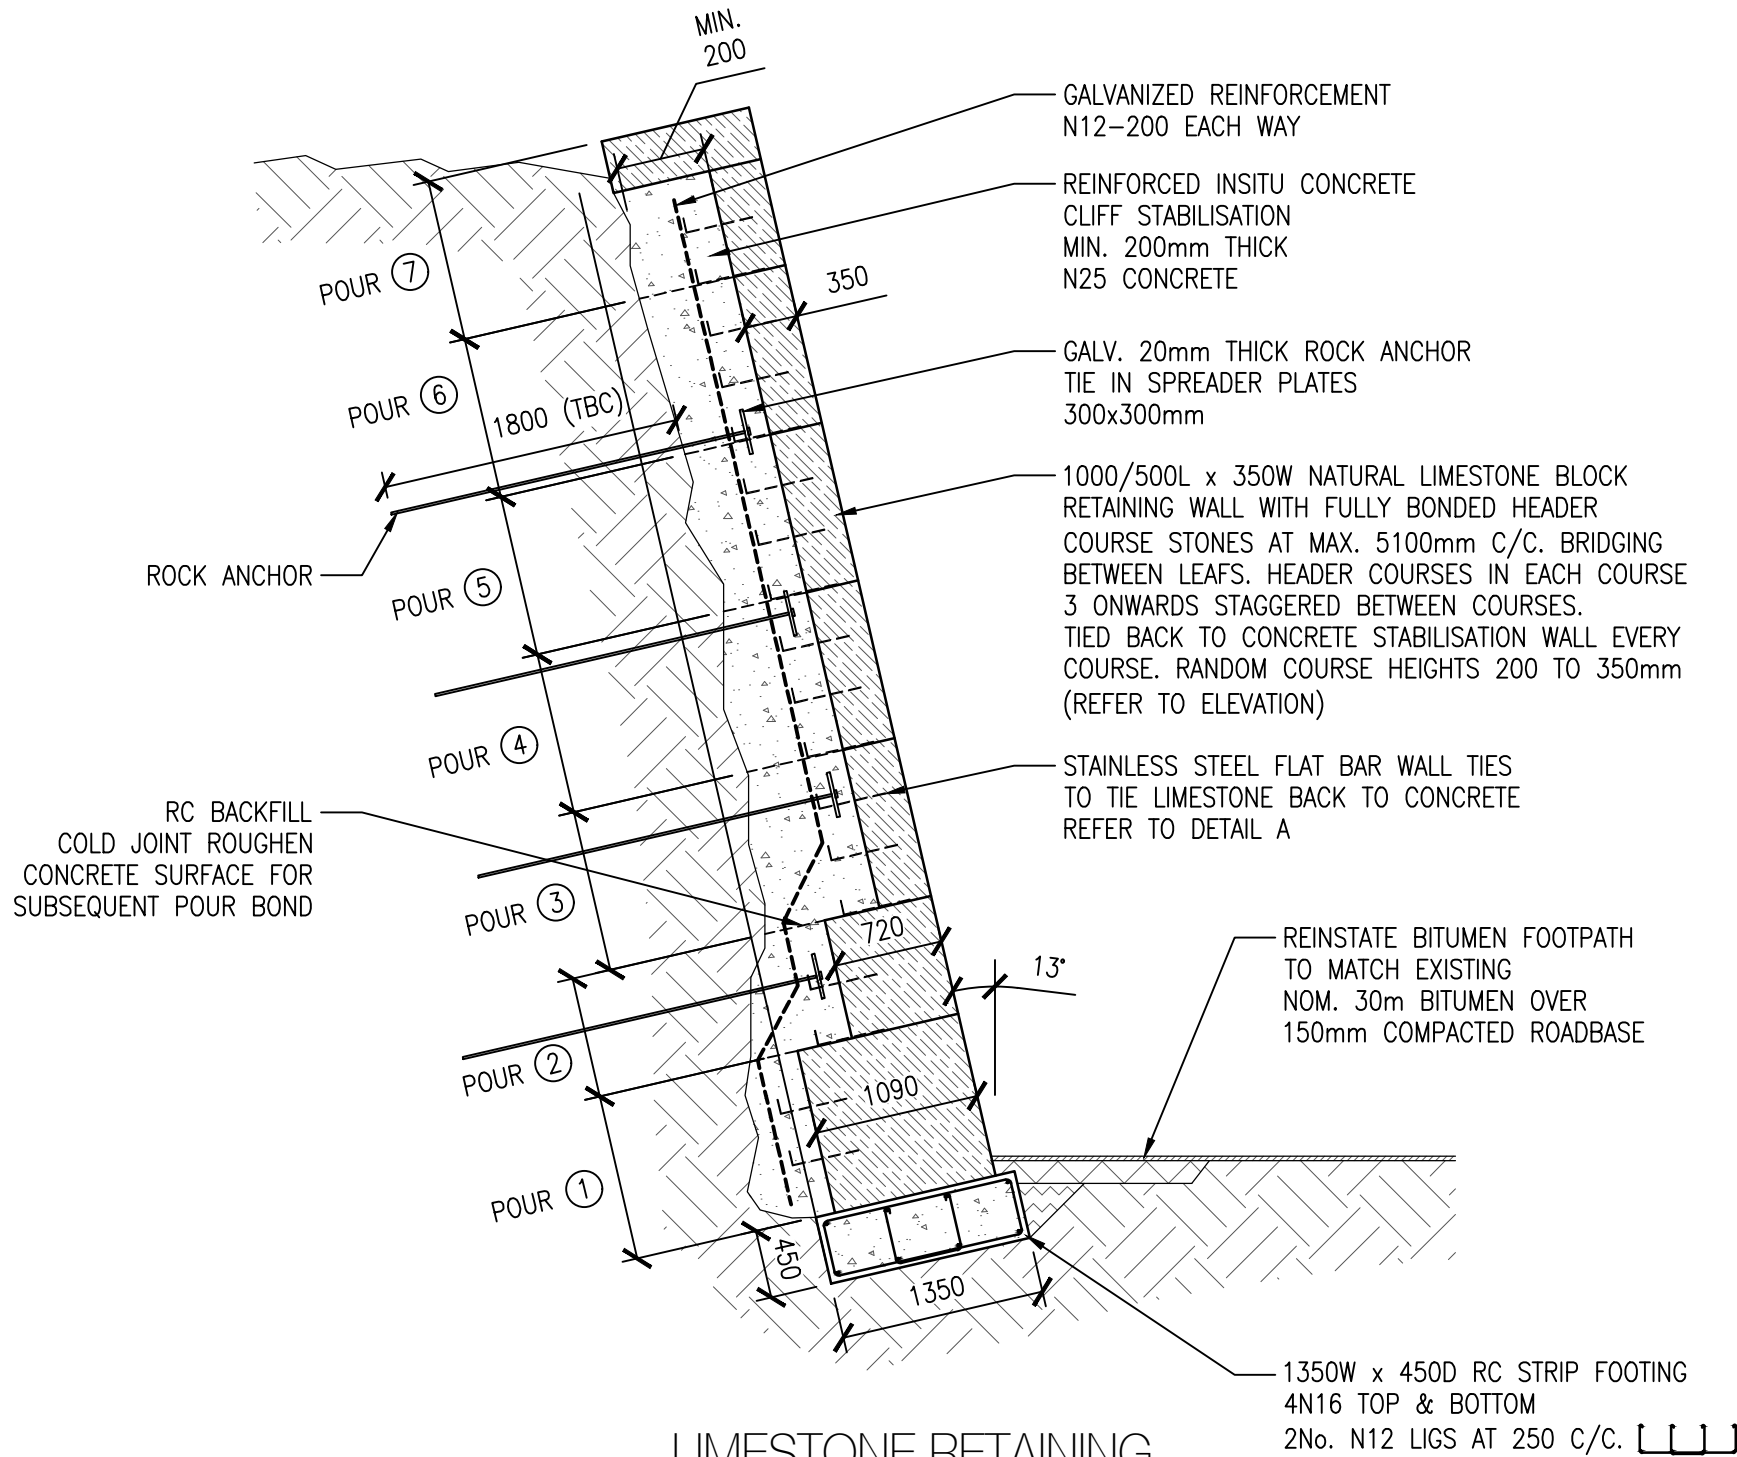 MIN.
200
GALVANIZED REINFORCEMENT
N12-200 EACH WAY
REINFORCED INSITU CONCRETE
CLIFF STABILISATION
MIN. 200mm THICK
N25 CONCRETE
POUR 7
350
GALV. 20mm THICK ROCK ANCHOR
TIE IN SPREADER PLATES
300x300mm
POUR 6
1800 (TBC)
1000/500L x 350W NATURAL LIMESTONE BLOCK
RETAINING WALL WITH FULLY BONDED HEADER
COURSE STONES AT MAX. 5100mm C/C. BRIDGING
BETWEEN LEAFS. HEADER COURSES IN EACH COURSE
3 ONWARDS STAGGERED BETWEEN COURSES.
TIED BACK TO CONCRETE STABILISATION WALL EVERY
COURSE. RANDOM COURSE HEIGHTS 200 TO 350mm
(REFER TO ELEVATION)
ROCK ANCHOR
POUR 5
POUR 4
STAINLESS STEEL FLAT BAR WALL TIES
TO TIE LIMESTONE BACK TO CONCRETE
REFER TO DETAIL A
RC BACKFILL
COLD JOINT ROUGHEN
CONCRETE SURFACE FOR
SUBSEQUENT POUR BOND
POUR 3
720
13°
REINSTATE BITUMEN FOOTPATH
TO MATCH EXISTING
NOM. 30m BITUMEN OVER
150mm COMPACTED ROADBASE
POUR 2
1090
POUR 1
450
1350
1350W x 450D RC STRIP FOOTING
4N16 TOP & BOTTOM
2No. N12 LIGS AT 250 C/C.
LIMESTONE RETAINING